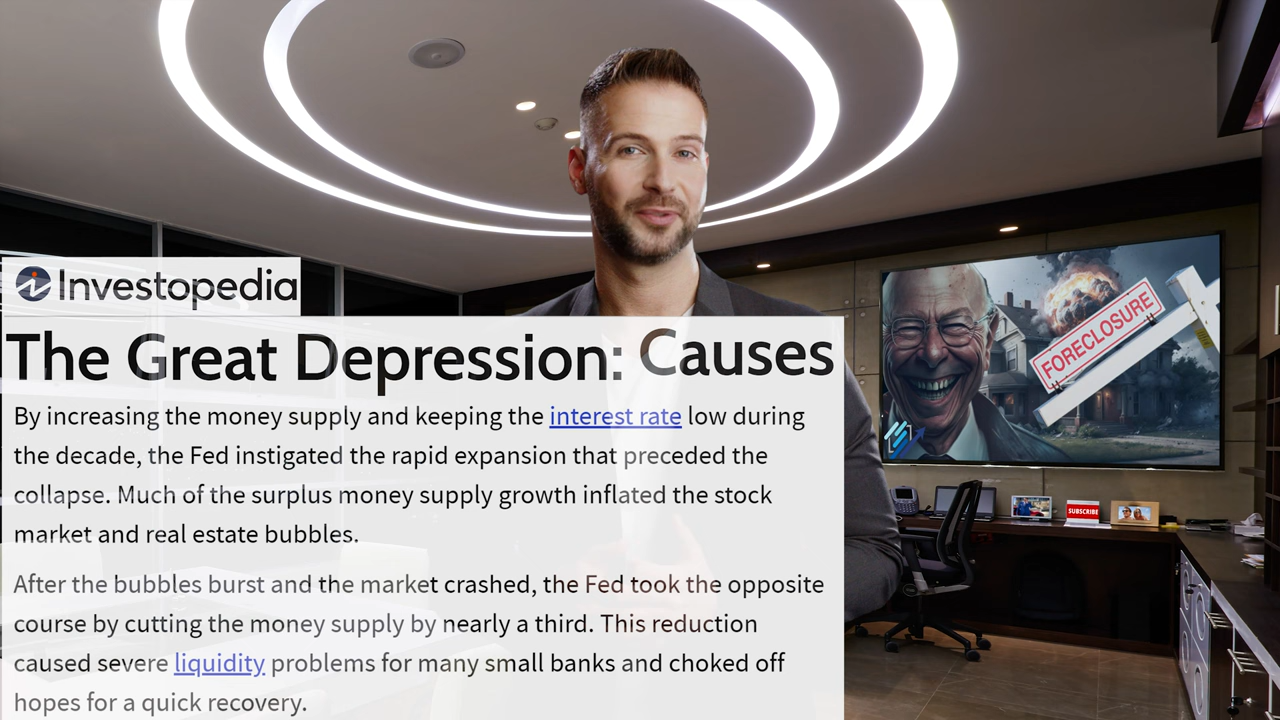 Investopedia
The Great Depression: Causes
By increasing the money supply and keeping the interest rate low during
the decade, the Fed instigated the rapid expansion that preceded the
collapse. Much of the surplus money supply growth inflated the stock
market and real estate bubbles.
After the bubbles burst and the market crashed, the Fed took the opposite
course by cutting the money supply by nearly a third. This reduction
caused severe liquidity problems for many small banks and choked off
hopes for a quick recovery.
FORECLOSURE
SUBSCRIBE